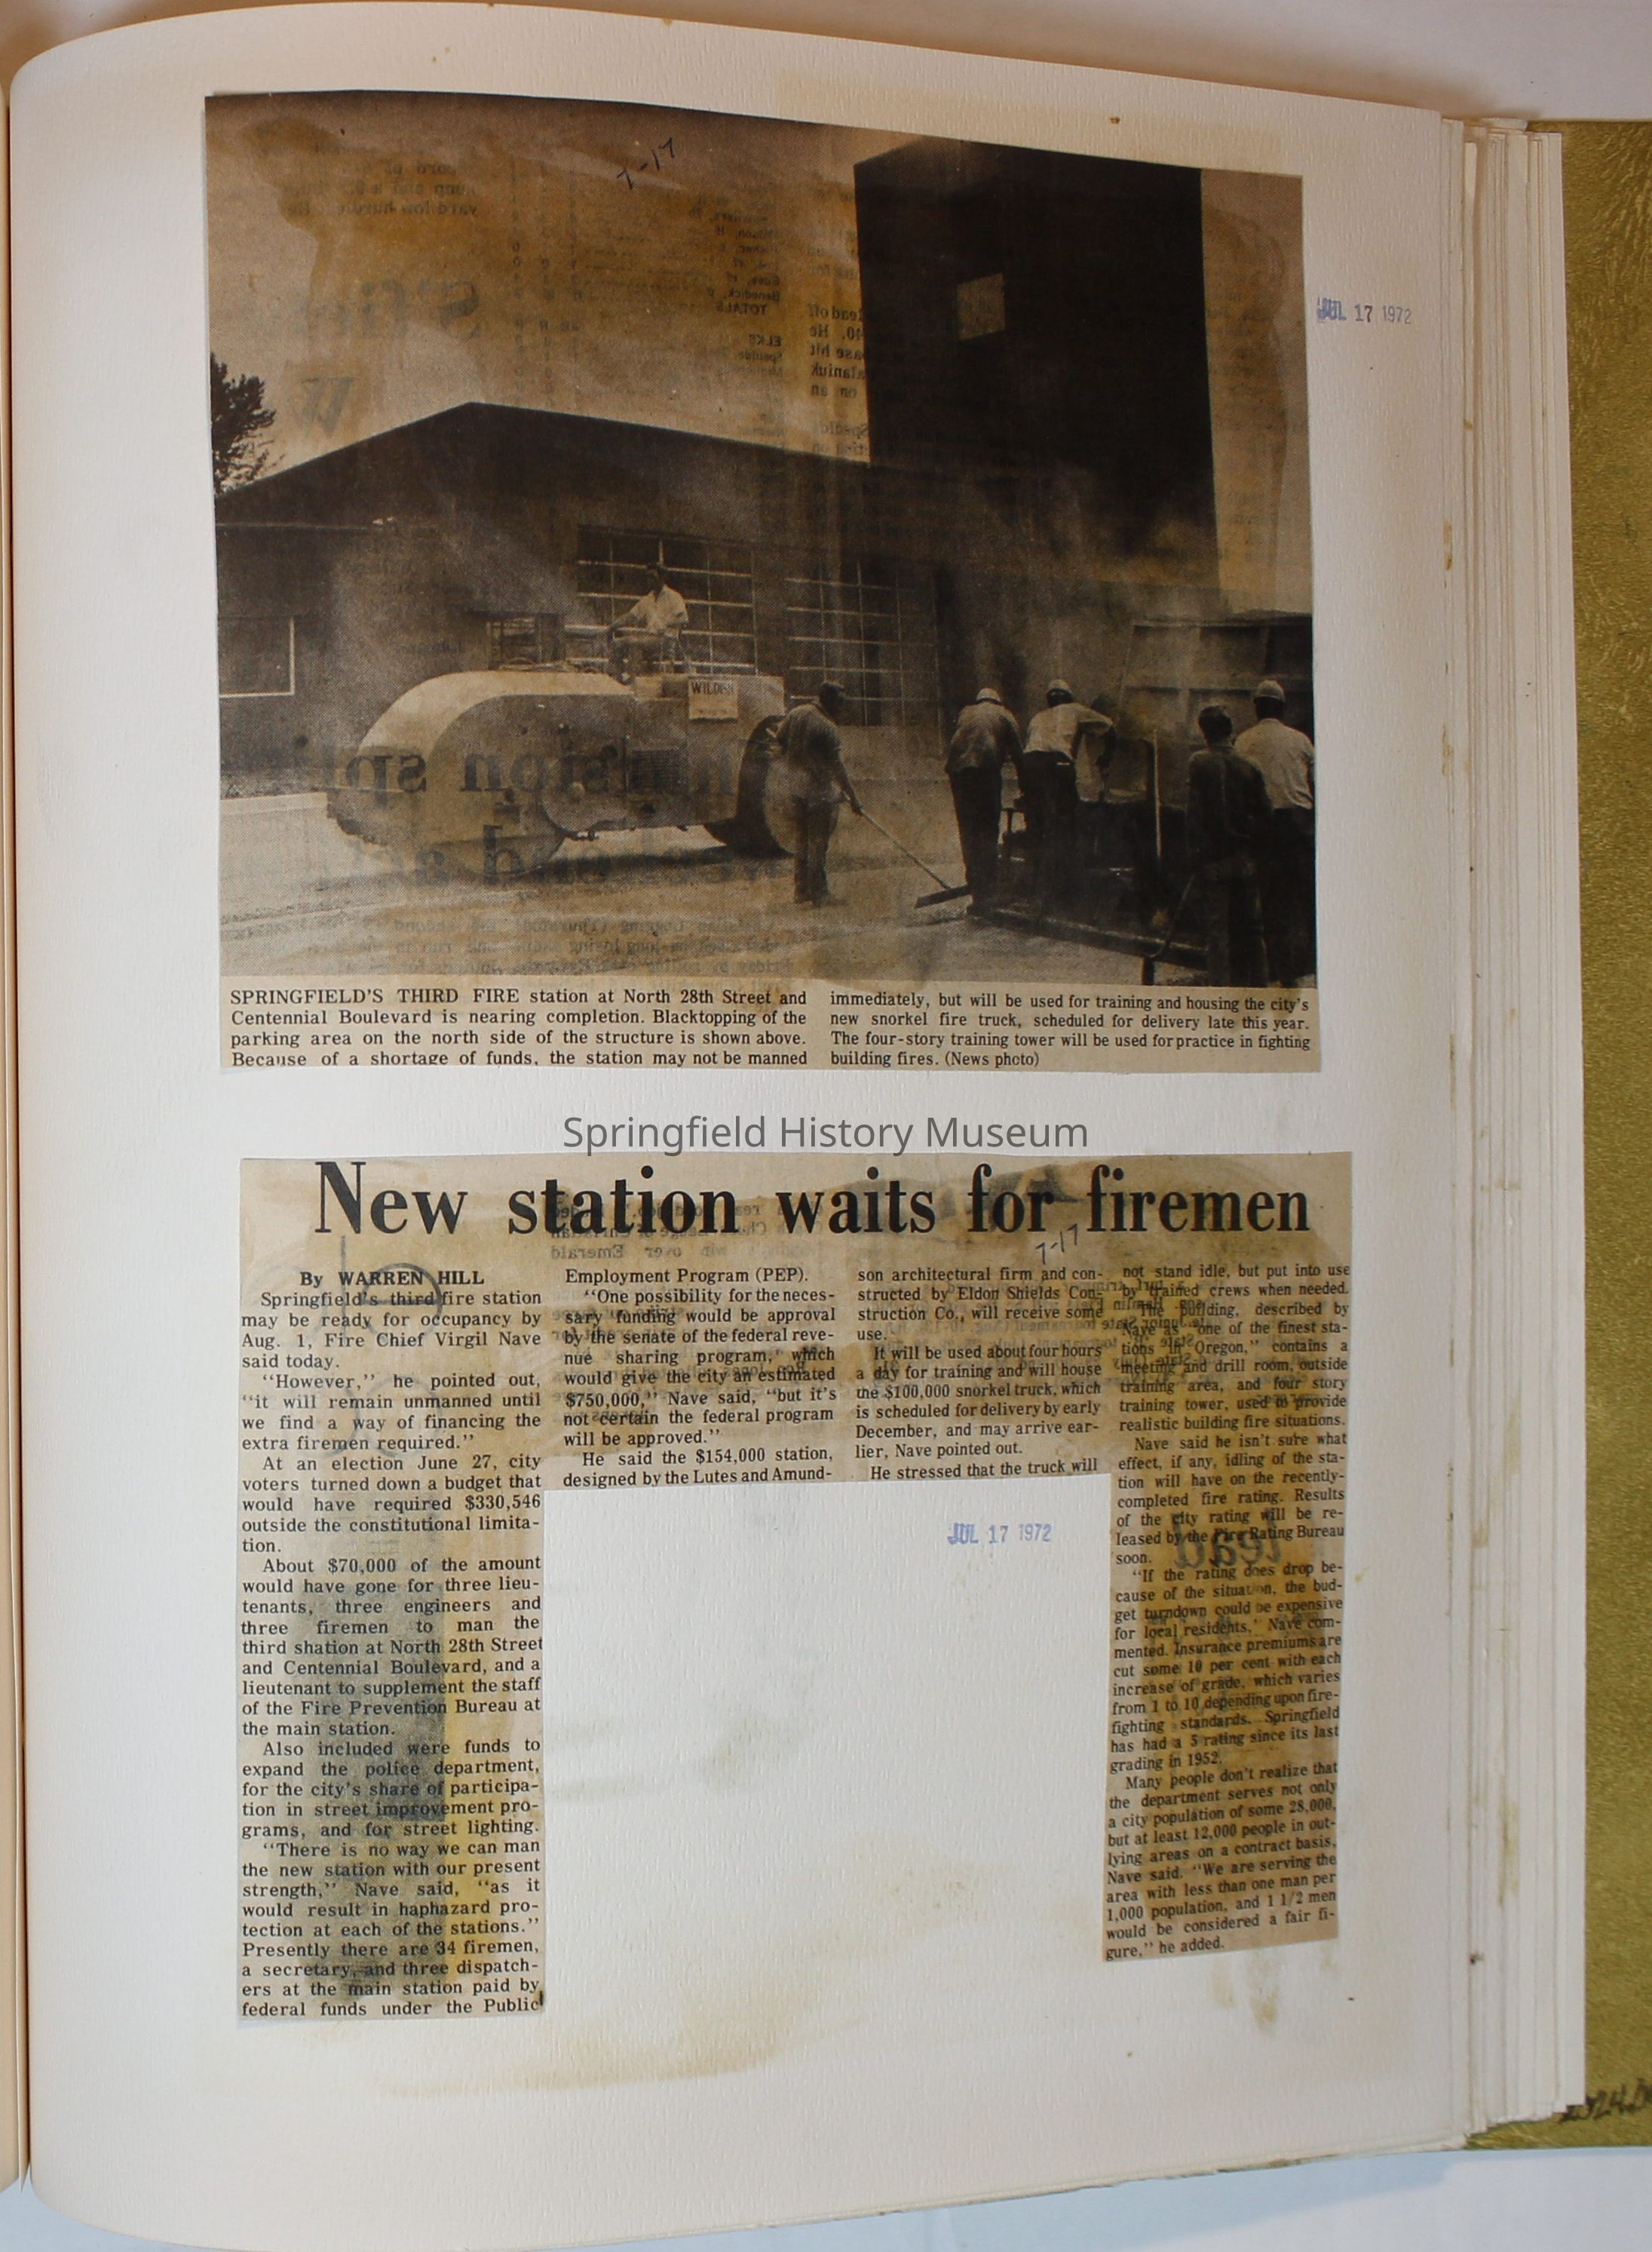 7-17
JUL 17 1972
WILDISH
SPRINGFIELD'S THIRD FIRE station at North 28th Street and
Centennial Boulevard is nearing completion. Blacktopping of the
parking area on the north side of the structure is shown above.
Because of a shortage of funds, the station may not be manned
immediately, but will be used for training and housing the city's
new snorkel fire truck, scheduled for delivery late this year.
The four-story training tower will be used for practice in fighting
building fires. (News photo)
Springfield History Museum
New station waits for firemen
7-17
By WARREN HILL
Springfield's third fire station
may be ready for occupancy by
Aug. 1, Fire Chief Virgil Nave
said today.
"However," he pointed out,
"it will remain unmanned until
we find a way of financing the
extra firemen required."
At an election June 27, city
voters turned down a budget that
would have required $330,546
outside the constitutional limita-
tion.
About $70,000 of the amount
would have gone for three lieu-
tenants, three engineers and
three firemen to man the
third shation at North 28th Street
and Centennial Boulevard, and a
lieutenant to supplement the staff
of the Fire Prevention Bureau at
the main station.
Also included were funds to
expand the police department,
for the city's share of participa-
tion in street improvement pro-
grams, and for street lighting.
"There is no way we can man
the new station with our present
strength," Nave said, "as it
would result in haphazard pro-
tection at each of the stations."
Presently there are 34 firemen,
a secretary, and three dispatch-
ers at the main station paid by
federal funds under the Public
Employment Program (PEP).
"One possibility for the neces-
sary funding would be approval
by the senate of the federal reve-
nue sharing program," which
would give the city an estimated
$750,000," Nave said, "but it's
not certain the federal program
will be approved."
He said the $154,000 station,
designed by the Lutes and Amund-
son architectural firm and con-
structed by Eldon Shields Con-
struction Co., will receive some
use.
It will be used about four hours
a day for training and will house
the $100,000 snorkel truck, which
is scheduled for delivery by early
December, and may arrive ear-
lier, Nave pointed out.
He stressed that the truck will
not stand idle, but put into use
by trained crews when needed.
The building, described by
Nave as "one of the finest sta-
tions in Oregon," contains a
meeting and drill room, outside
training area, and four story
training tower, used to provide
realistic building fire situations.
Nave said he isn't sure what
effect, if any, idling of the sta-
tion will have on the recently-
completed fire rating. Results
of the city rating will be re-
leased by the Fire Rating Bureau
soon.
"If the rating does drop be-
cause of the situation, the bud-
get turndown could be expensive
for local residents," Nave com-
mented. Insurance premiums are
cut some 10 per cent with each
increase of grade, which varies
from 1 to 10 depending upon fire-
fighting standards. Springfield
has had a 5 rating since its last
grading in 1952.
Many people don't realize that
the department serves not only
a city population of some 28,000,
but at least 12,000 people in out-
lying areas on a contract basis,
Nave said. "We are serving the
area with less than one man per
1,000 population, and 1 1/2 men
would be considered a fair fi-
gure," he added.
JUL 17 1972